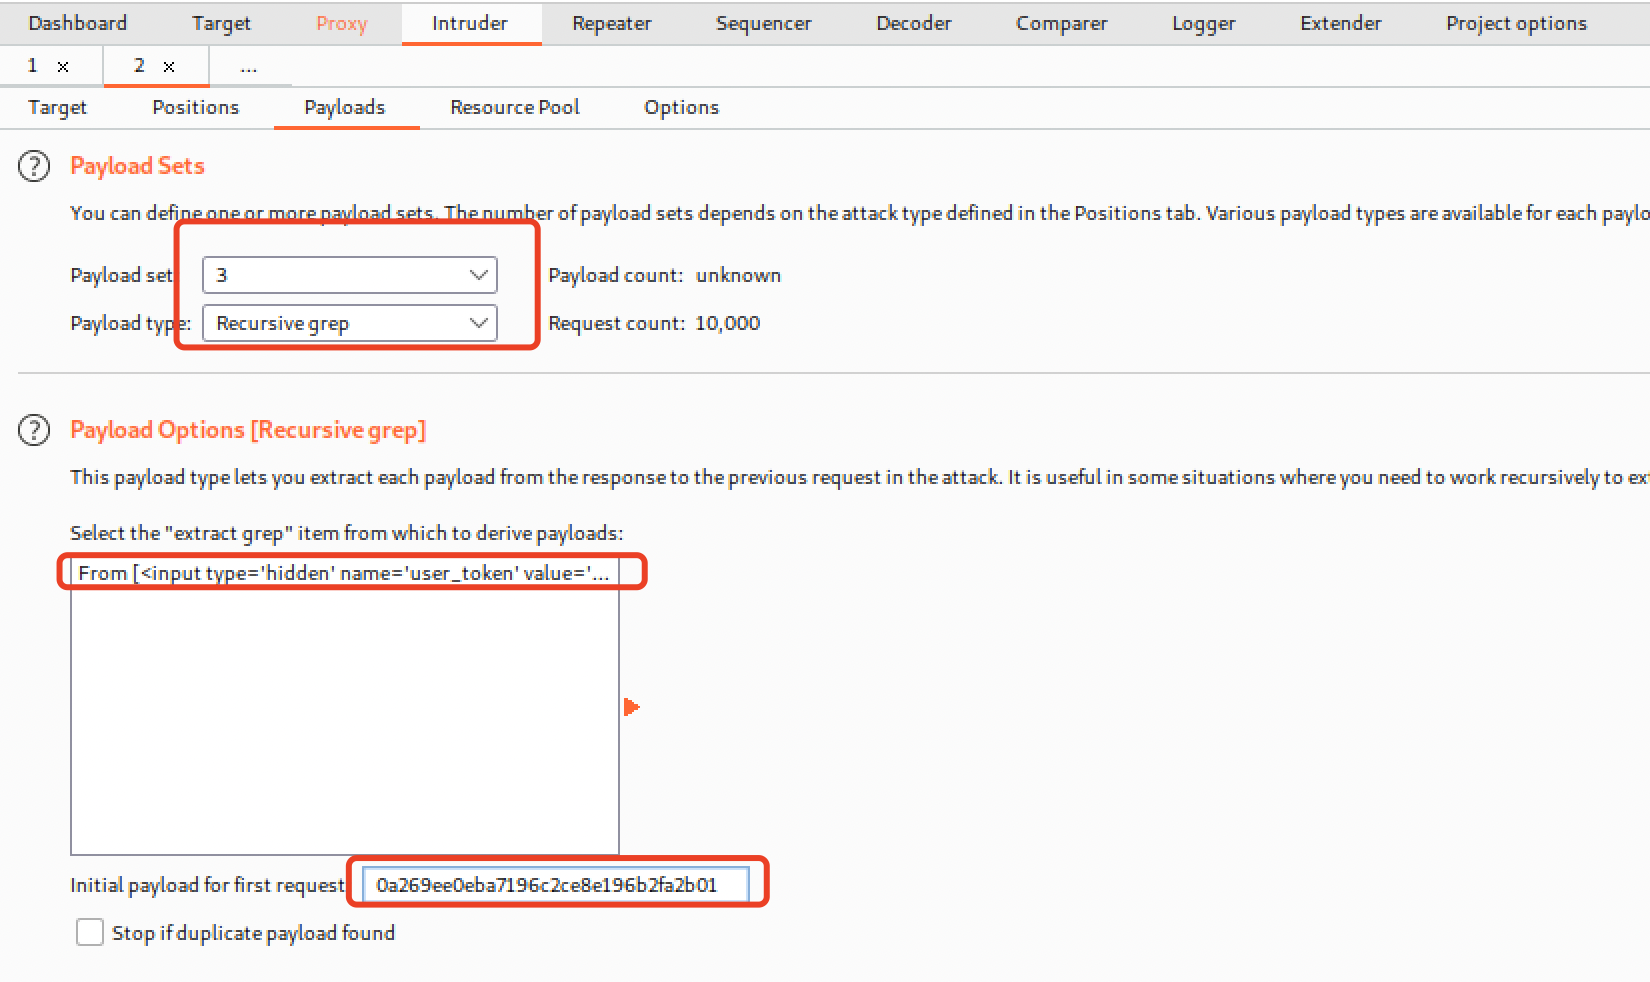 Dashboard Target Proxy Intruder Repeater Sequencer Decoder Comparer Logger Extender Project options
1 × 2 × ...
Target Positions Payloads Resource Pool Options
? Payload Sets
You can define one or more payload sets. The number of payload sets depends on the attack type defined in the Positions tab. Various payload types are available for each paylo
Payload set 3 Payload count: unknown
Payload type: Recursive grep Request count: 10,000
? Payload Options [Recursive grep]
This payload type lets you extract each payload from the response to the previous request in the attack. It is useful in some situations where you need to work recursively to ex
Select the "extract grep" item from which to derive payloads:
From [<input type='hidden' name='user_token' value='...
Initial payload for first request 0a269ee0eba7196c2ce8e196b2fa2b01
Stop if duplicate payload found